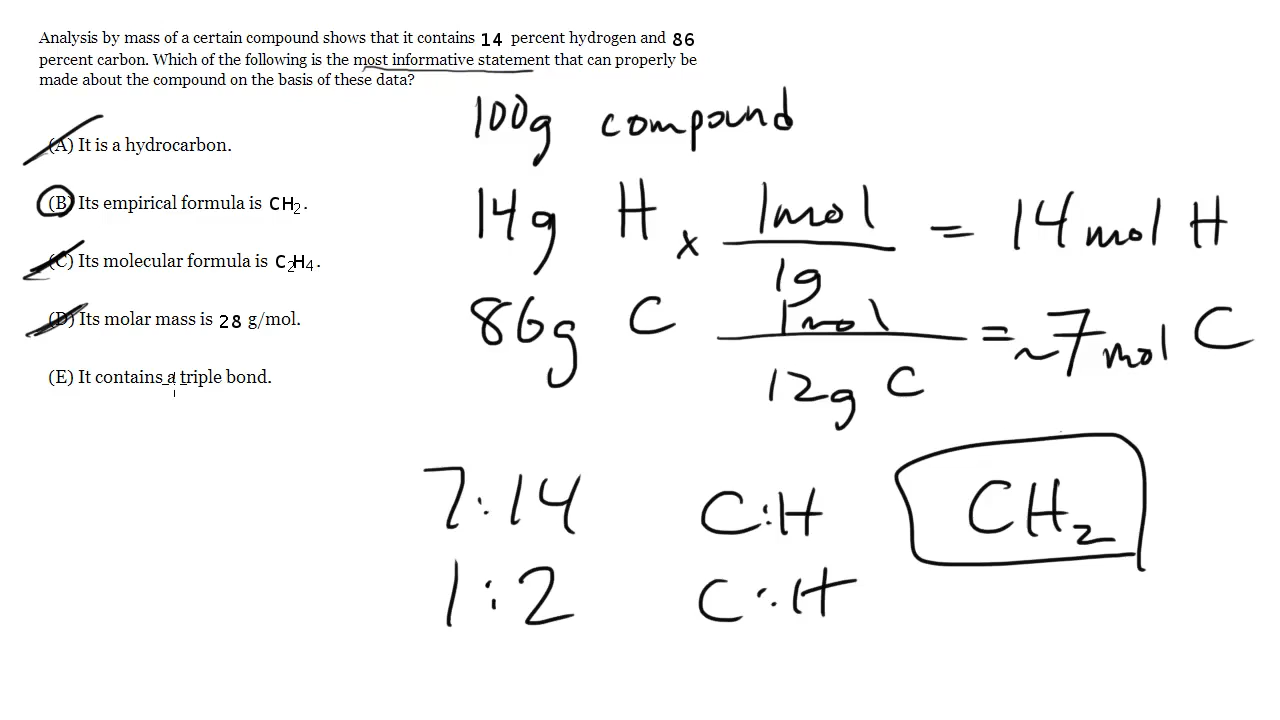 Analysis by mass of a certain compound shows that it contains 14 percent hydrogen and 86
percent carbon. Which of the following is the most informative statement that can properly be
made about the compound on the basis of these data?
100g compound
(A) It is a hydrocarbon.
(B) Its empirical formula is CH₂.
(C) Its molecular formula is C₂H₄.
(D) Its molar mass is 28 g/mol.
(E) It contains a triple bond.
14g H x 1mol / 1g = 14 mol H
86g C 1mol / 12g C = ~7 mol C
7:14 C:H CH₂
1:2 C:H